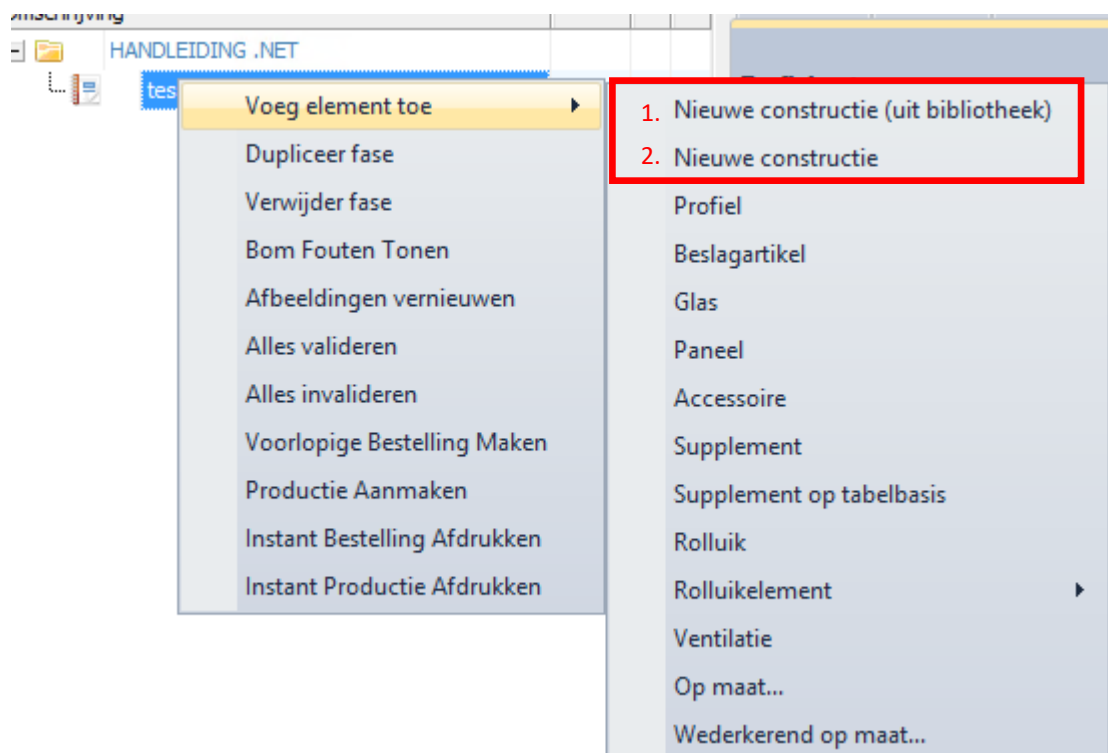 HANDLEIDING .NET
tes
Voeg element toe
Dupliceer fase
Verwijder fase
Bom Fouten Tonen
Afbeeldingen vernieuwen
Alles valideren
Alles invalideren
Voorlopige Bestelling Maken
Productie Aanmaken
Instant Bestelling Afdrukken
Instant Productie Afdrukken
1. Nieuwe constructie (uit bibliotheek)
2. Nieuwe constructie
Profiel
Beslagartikel
Glas
Paneel
Accessoire
Supplement
Supplement op tabelbasis
Rolluik
Rolluikelement
Ventilatie
Op maat...
Wederkerend op maat...